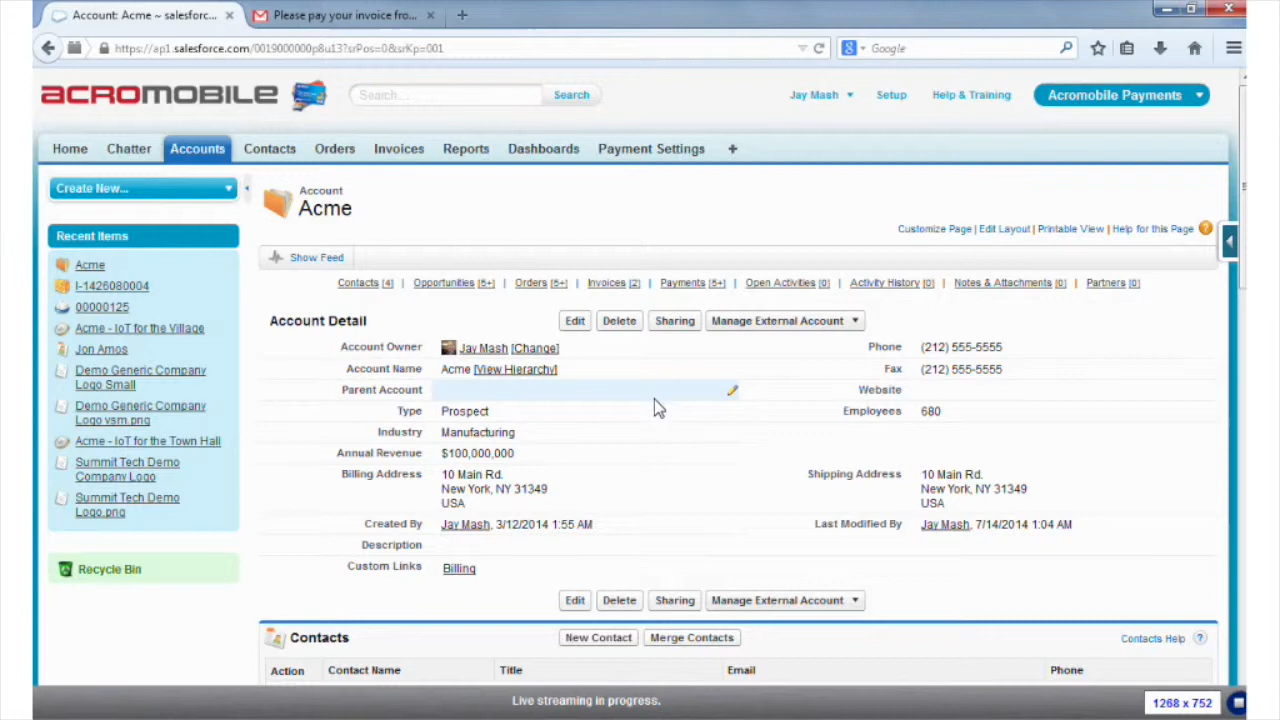 Account: Acme ~ salesforc...
Please pay your invoice fro...
https://ap1.salesforce.com/0019000000p8u13?srPos=0&srKp=001
Google
ACROMOBILE
Search...
Search
Jay Mash
Setup
Help & Training
Acromobile Payments
Home
Chatter
Accounts
Contacts
Orders
Invoices
Reports
Dashboards
Payment Settings
Create New...
Recent Items
Acme
I-1426080004
00000125
Acme - IoT for the Village
Jon Amos
Demo Generic Company
Logo Small
Demo Generic Company
Logo vsm.png
Acme - IoT for the Town Hall
Summit Tech Demo
Company Logo
Summit Tech Demo
Logo.png
Recycle Bin
Account
Acme
Customize Page | Edit Layout | Printable View | Help for this Page
Show Feed
Contacts [4] | Opportunities [5+] | Orders [5+] | Invoices [2] | Payments [5+] | Open Activities [0] | Activity History [0] | Notes & Attachments [0] | Partners [0]
Account Detail
Edit
Delete
Sharing
Manage External Account
Account Owner Jay Mash [Change]
Phone (212) 555-5555
Account Name Acme [View Hierarchy]
Fax (212) 555-5555
Parent Account
Website
Type Prospect
Employees 680
Industry Manufacturing
Annual Revenue $100,000,000
Billing Address 10 Main Rd.
New York, NY 31349
USA
Shipping Address 10 Main Rd.
New York, NY 31349
USA
Created By Jay Mash, 3/12/2014 1:55 AM
Last Modified By Jay Mash, 7/14/2014 1:04 AM
Description
Custom Links Billing
Edit
Delete
Sharing
Manage External Account
Contacts
New Contact
Merge Contacts
Contacts Help
Action
Contact Name
Title
Email
Phone
Live streaming in progress.
1268 x 752